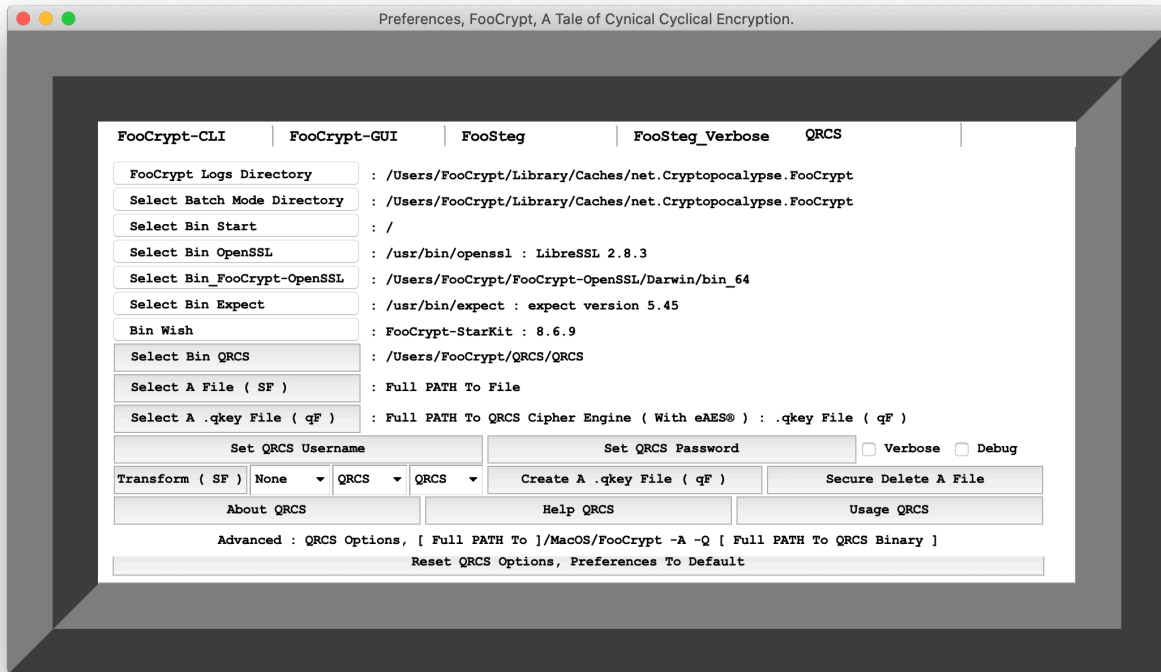 Preferences, FooCrypt, A Tale of Cynical Cyclical Encryption.
FooCrypt-CLI FooCrypt-GUI FooSteg FooSteg_Verbose QRCS
FooCrypt Logs Directory : /Users/FooCrypt/Library/Caches/net.Cryptopocalypse.FooCrypt
Select Batch Mode Directory : /Users/FooCrypt/Library/Caches/net.Cryptopocalypse.FooCrypt
Select Bin Start : /
Select Bin OpenSSL : /usr/bin/openssl : LibreSSL 2.8.3
Select Bin_FooCrypt-OpenSSL : /Users/FooCrypt/FooCrypt-OpenSSL/Darwin/bin_64
Select Bin Expect : /usr/bin/expect : expect version 5.45
Bin Wish : FooCrypt-StarKit : 8.6.9
Select Bin QRCS : /Users/FooCrypt/QRCS/QRCS
Select A File ( SF ) : Full PATH To File
Select A .qkey File ( qF ) : Full PATH To QRCS Cipher Engine ( With eAES® ) : .qkey File ( qF )
Set QRCS Username Set QRCS Password Verbose Debug
Transform ( SF ) None QRCS QRCS Create A .qkey File ( qF ) Secure Delete A File
About QRCS Help QRCS Usage QRCS
Advanced : QRCS Options, [ Full PATH To ]/MacOS/FooCrypt -A -Q [ Full PATH To QRCS Binary ]
Reset QRCS Options, Preferences To Default